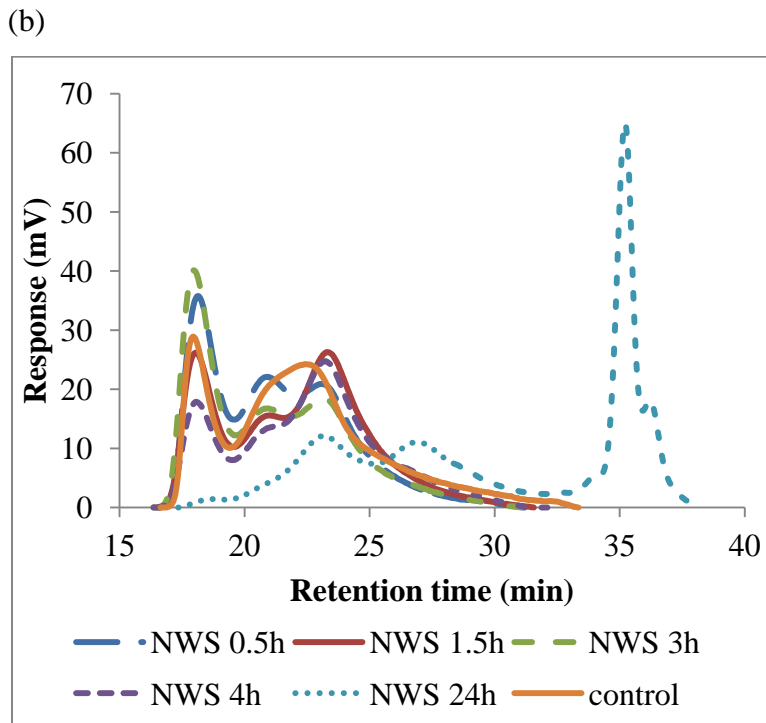 (b)
70
60
50
40
30
20
10
0
Response (mV)
15 20 25 30 35 40
Retention time (min)
NWS 0.5h NWS 1.5h NWS 3h
NWS 4h NWS 24h control